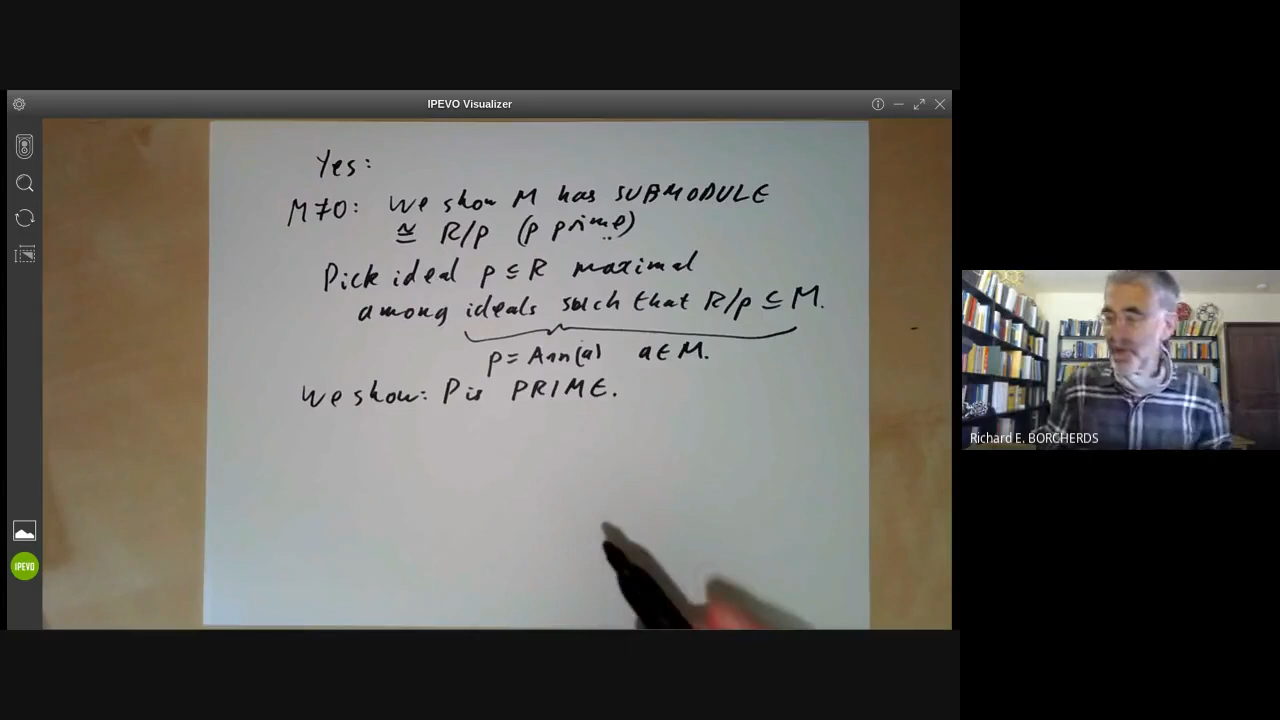 IPEVO Visualizer
Yes:
M≠0: We show M has SUBMODULE
≅ R/p (p prime)
Pick ideal p ⊆ R maximal
among ideals such that R/p ⊆ M.
p = Ann(a) a ∈ M.
We show: P is PRIME.
IPEVO
Richard E. BORCHERDS